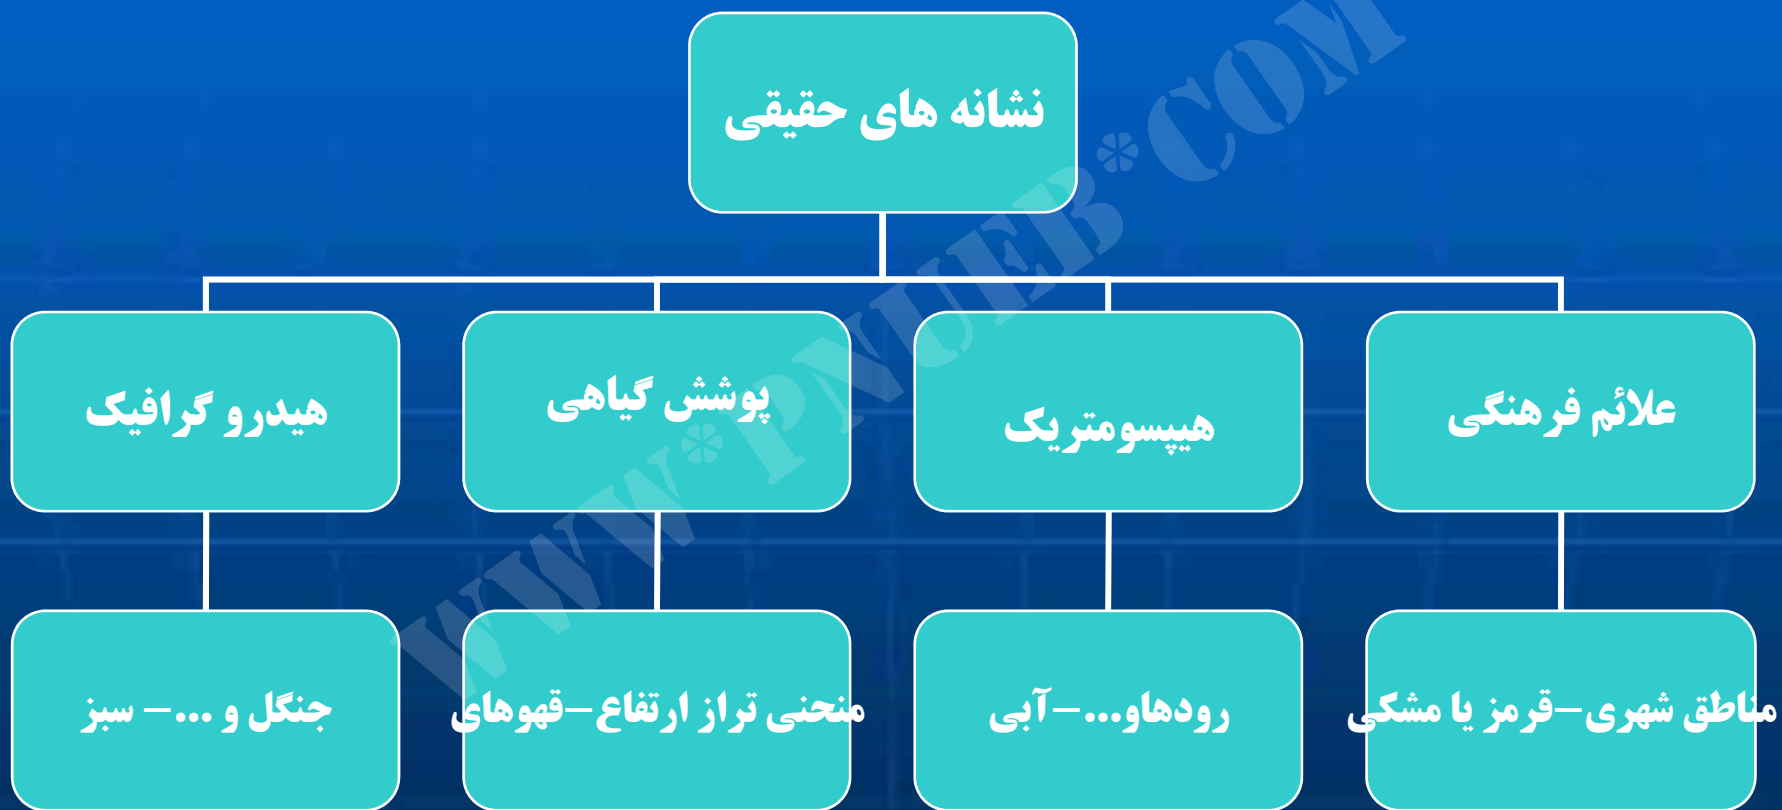 نشانه های حقیقی
علائم فرهنگی
هیپسومتریک
پوشش گیاهی
هیدرو گرافیک
مناطق شهری-قرمز یا مشکی
رودهاو...-آبی
منحنی تراز ارتفاع-قهوهای
جنگل و ...- سبز
WWW*PNUEB*COM